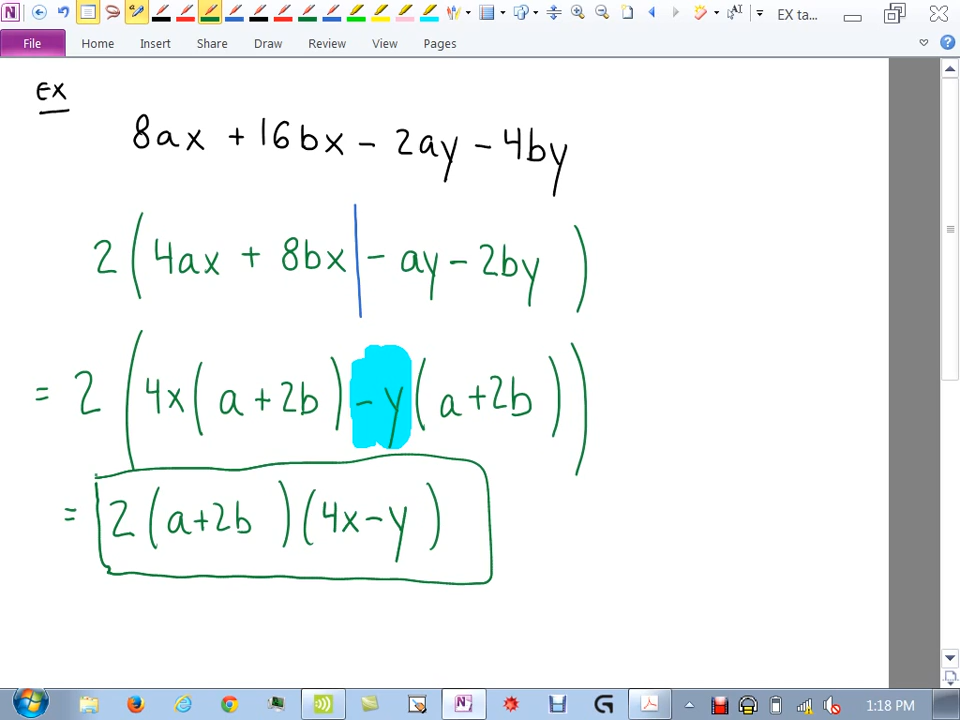 EX ta...
File Home Insert Share Draw Review View Pages
Ex
8ax + 16bx - 2ay - 4by
2 ( 4ax + 8bx | - ay - 2by )
= 2 ( 4x ( a + 2b ) - y ( a + 2b ) )
= 2 ( a+2b ) ( 4x - y )
1:18 PM